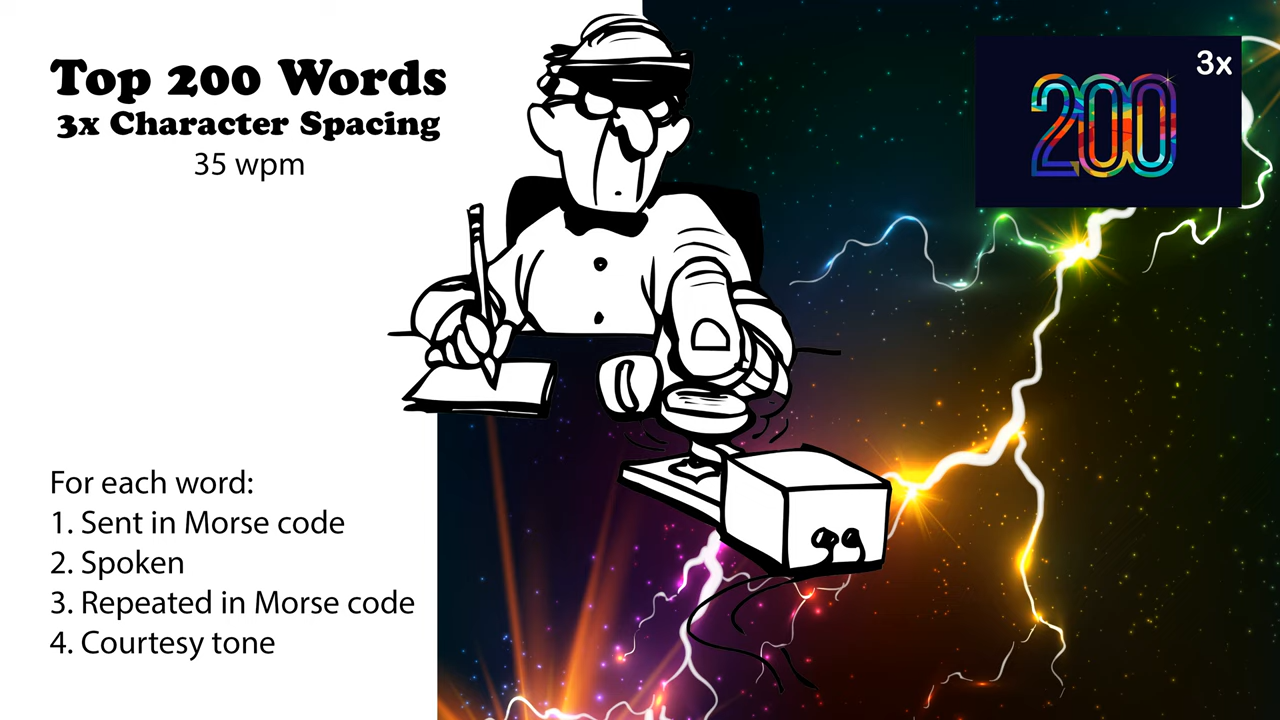 Top 200 Words
3x Character Spacing
35 wpm
3x
200
For each word:
1. Sent in Morse code
2. Spoken
3. Repeated in Morse code
4. Courtesy tone